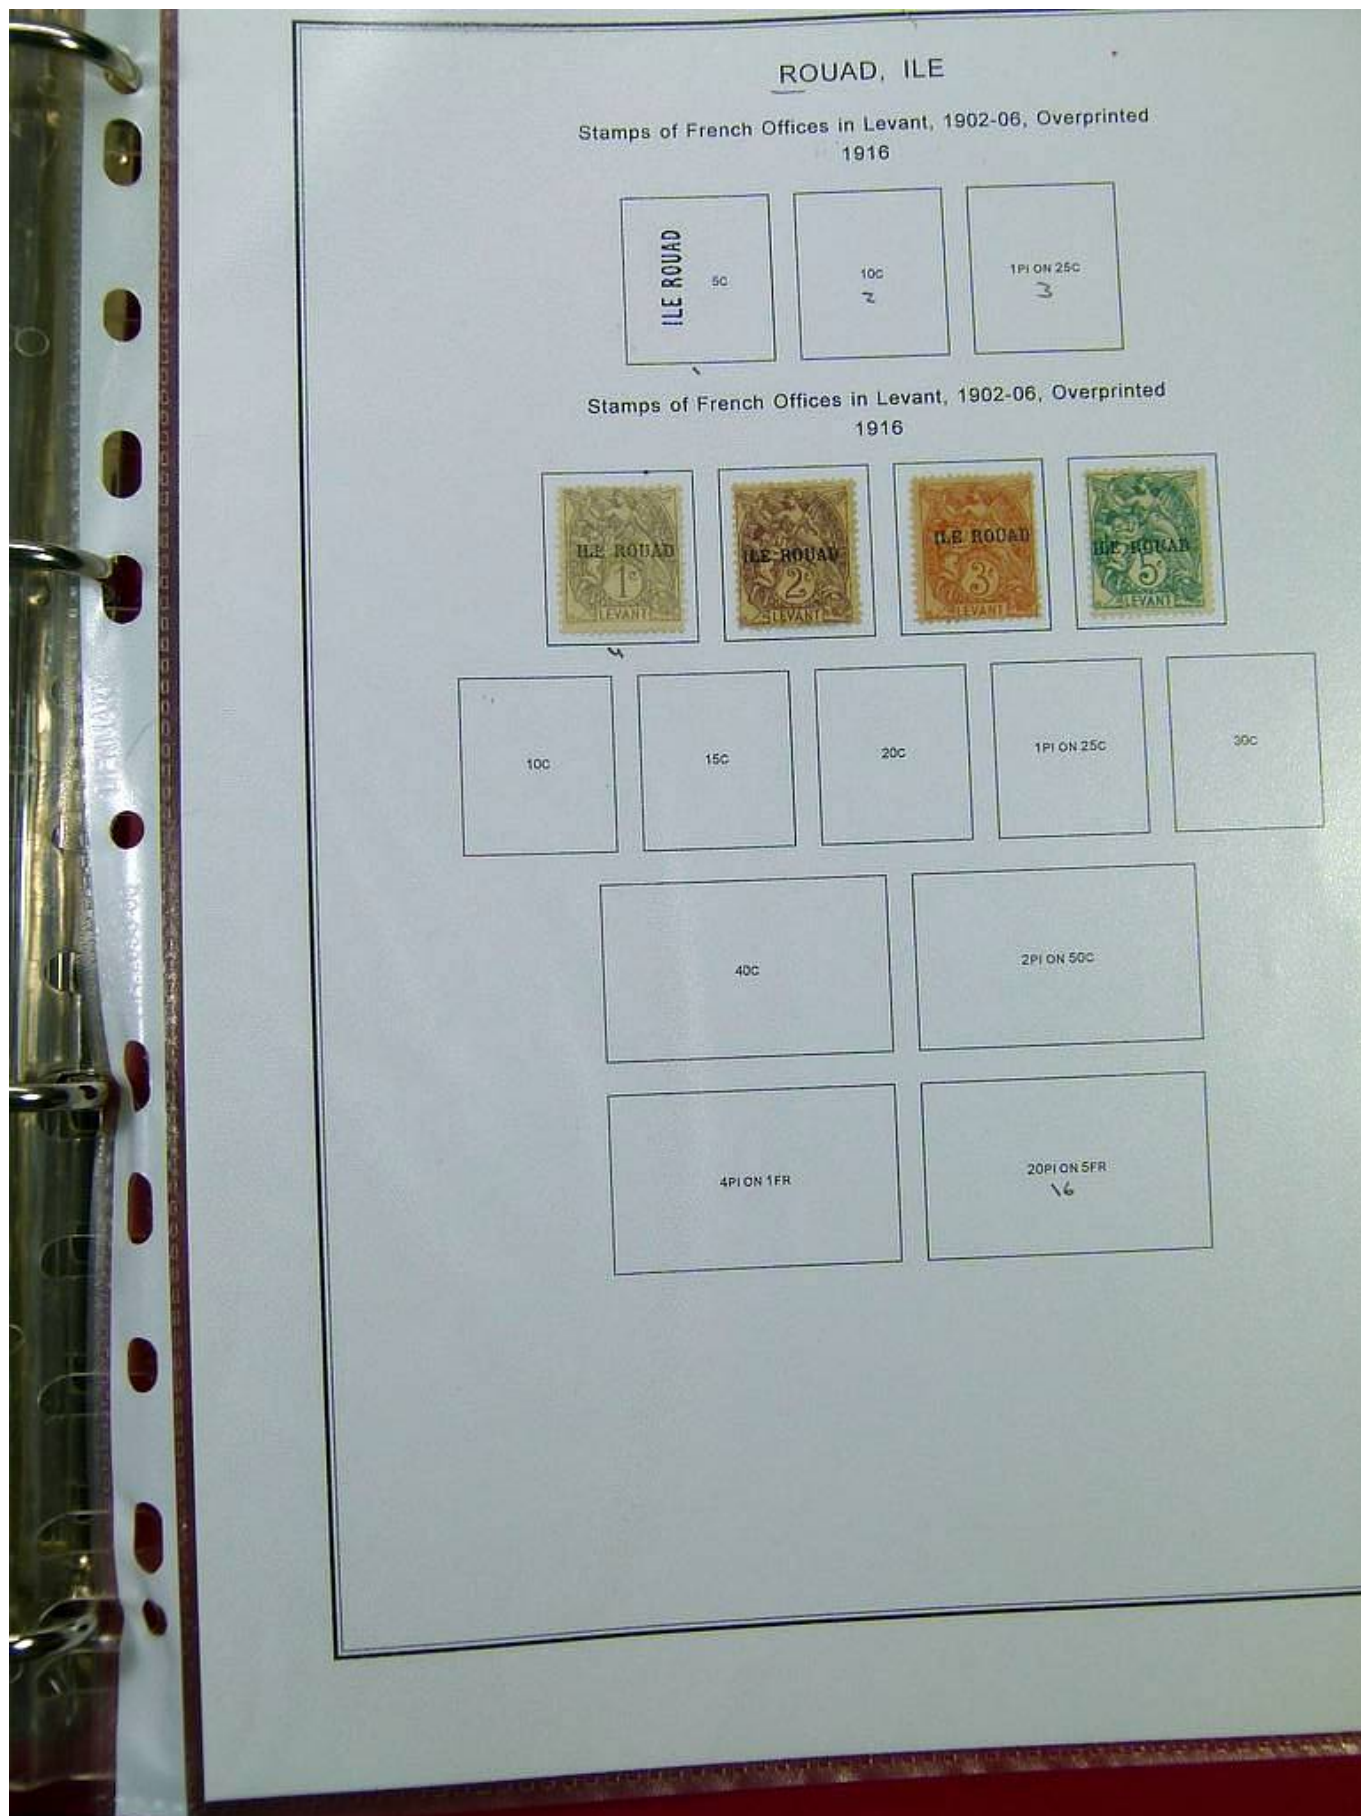 ROUAD, ILE
Stamps of French Offices in Levant, 1902-06, Overprinted
1916
ILE ROUAD
5C
10C
2
1PI ON 25C
3
1
Stamps of French Offices in Levant, 1902-06, Overprinted
1916
ILE ROUAD
1c
LEVANT
ILE ROUAD
2c
LEVANT
ILE ROUAD
3c
LEVANT
ILE ROUAD
5c
LEVANT
4
10C
15C
20C
1PI ON 25C
30C
40C
2PI ON 50C
4PI ON 1FR
20PI ON 5FR
16